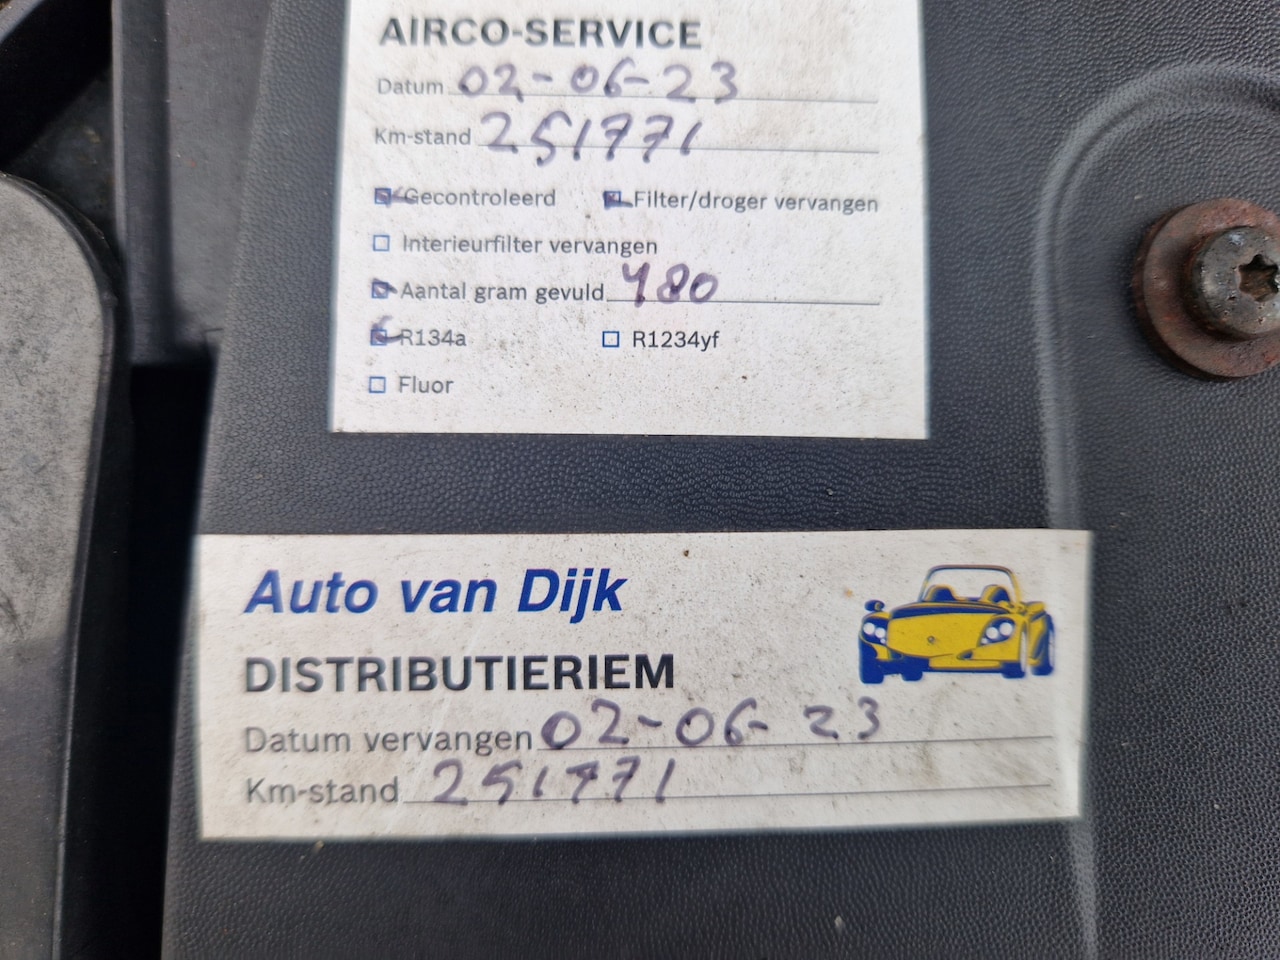 AIRCO-SERVICE
Datum 02-06-23
Km-stand 251771
Gecontroleerd Filter/droger vervangen
Interieurfilter vervangen
Aantal gram gevuld 480
R134a R1234yf
Fluor
Auto van Dijk
DISTRIBUTIERIEM
Datum vervangen 02-06-23
Km-stand 251771